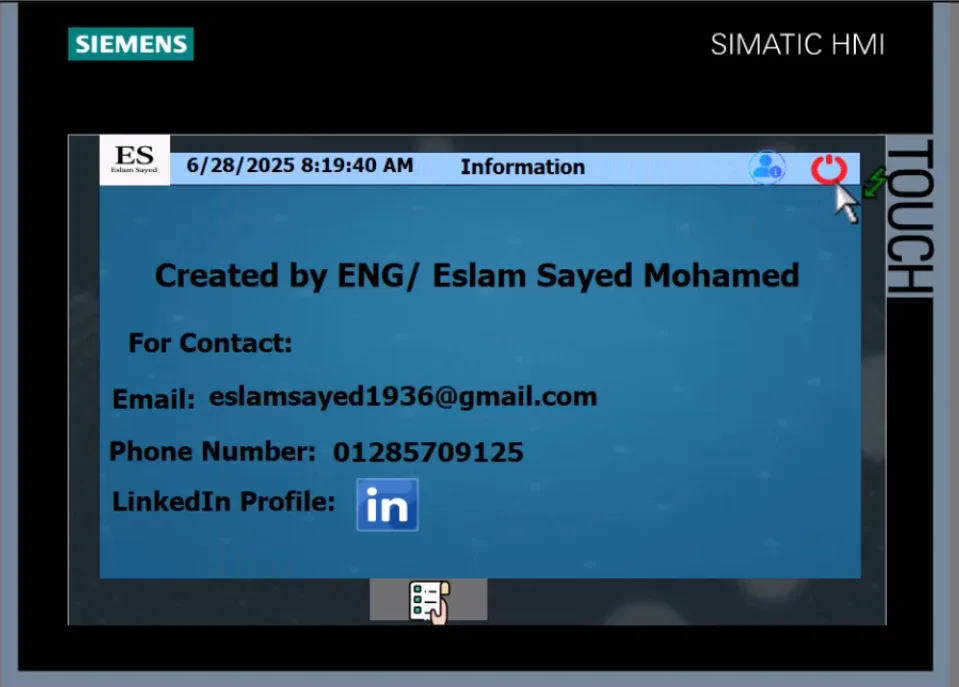 SIEMENS
SIMATIC HMI
TOUCH
ES
Eslam Sayed
6/28/2025 8:19:40 AM
Information
Created by ENG/ Eslam Sayed Mohamed
For Contact:
Email: eslamsayed1936@gmail.com
Phone Number: 01285709125
LinkedIn Profile: in